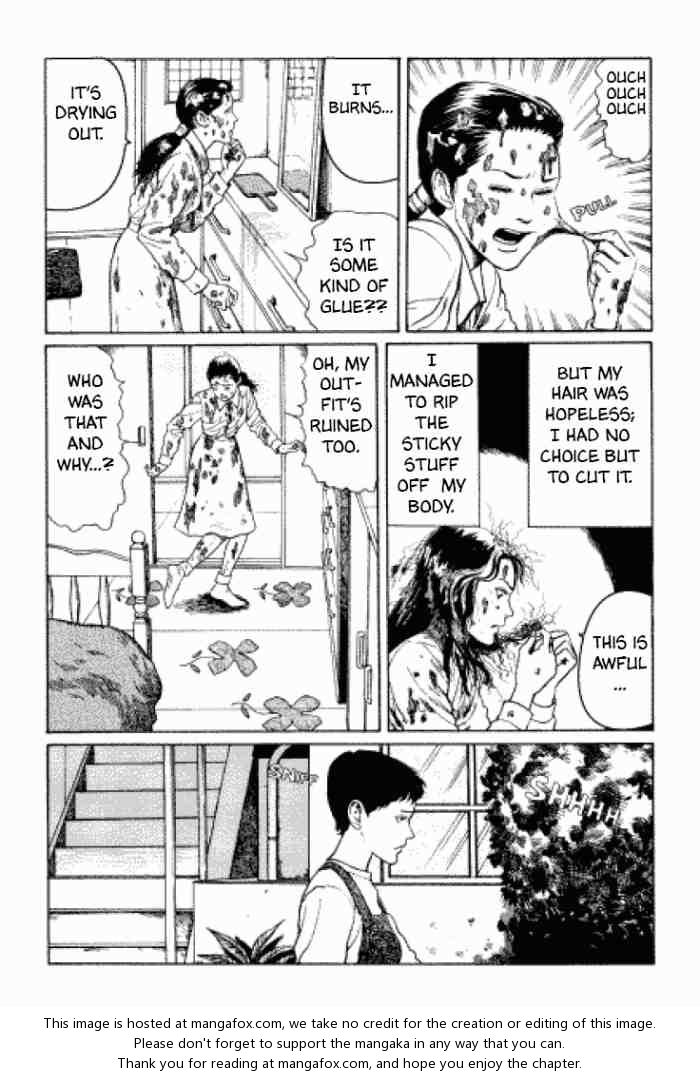 IT'S
DRYING
OUT.
IT
BURNS...
IS IT
SOME
KIND OF
GLUE??
OUCH
OUCH
OUCH
PULL
WHO
WAS
THAT
AND
WHY...?
OH, MY
OUT-
FIT'S
RUINED
TOO.
I
MANAGED
TO RIP
THE
STICKY
STUFF
OFF MY
BODY.
BUT MY
HAIR WAS
HOPELESS;
I HAD NO
CHOICE BUT
TO CUT IT.
THIS IS
AWFUL
...
SNIFF
SHHHH
This image is hosted at mangafox.com, we take no credit for the creation or editing of this image.
Please don't forget to support the mangaka in any way that you can.
Thank you for reading at mangafox.com, and hope you enjoy the chapter.